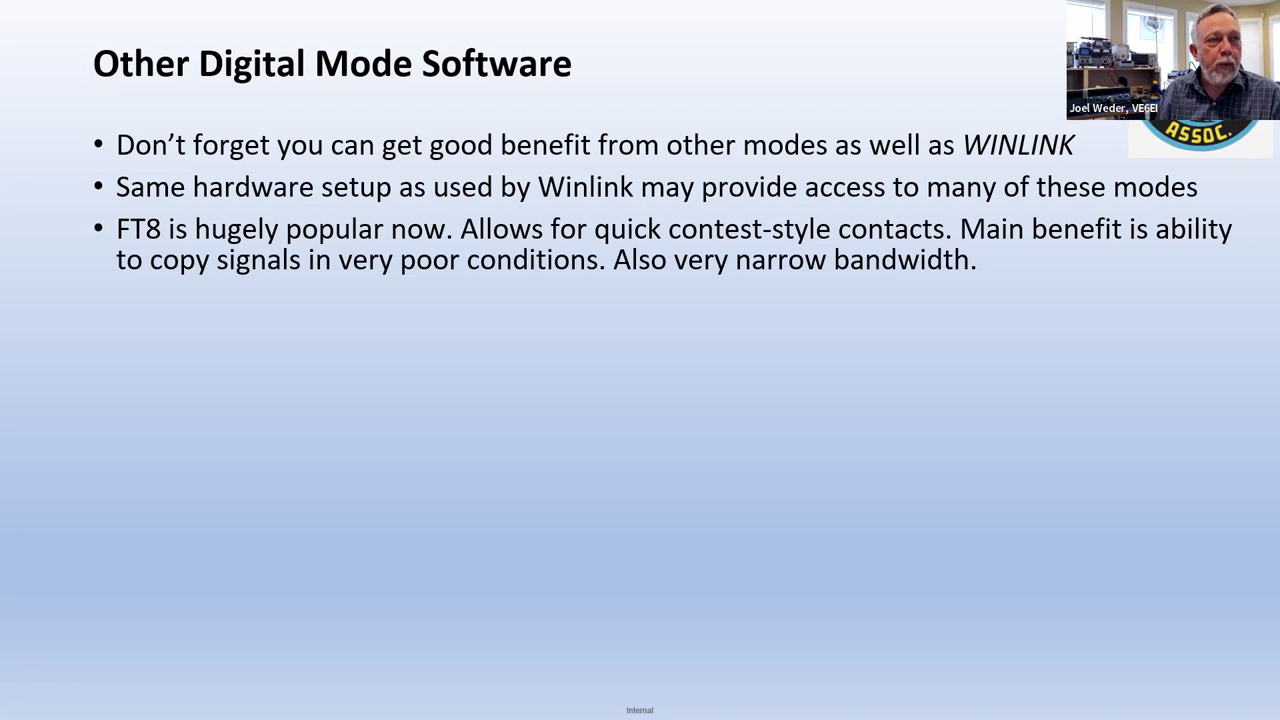 Other Digital Mode Software
Joel Weder, VE6EI
ASSOC.
• Don’t forget you can get good benefit from other modes as well as WINLINK
• Same hardware setup as used by Winlink may provide access to many of these modes
• FT8 is hugely popular now. Allows for quick contest-style contacts. Main benefit is ability
to copy signals in very poor conditions. Also very narrow bandwidth.
Internal